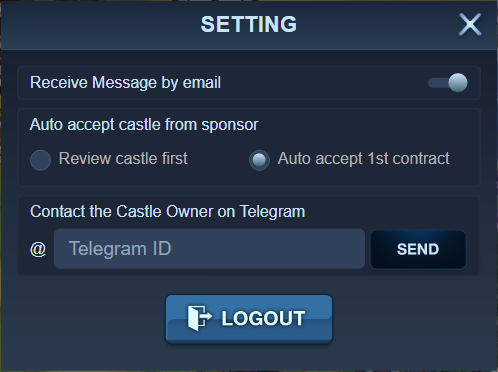 SETTING
Receive Message by email
Auto accept castle from sponsor
Review castle first
Auto accept 1st contract
Contact the Castle Owner on Telegram
@ Telegram ID SEND
LOGOUT